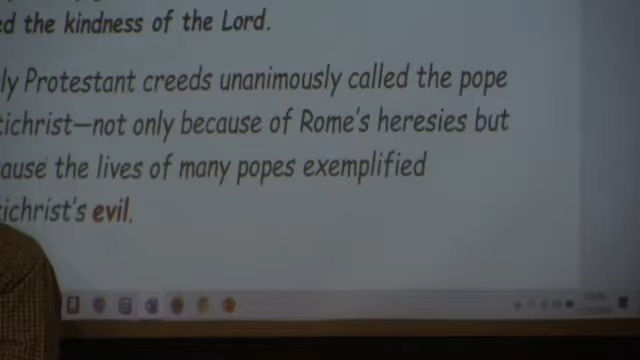 ed the kindness of the Lord.
ly Protestant creeds unanimously called the pope
tichrist—not only because of Rome's heresies but
ause the lives of many popes exemplified
tichrist's evil.